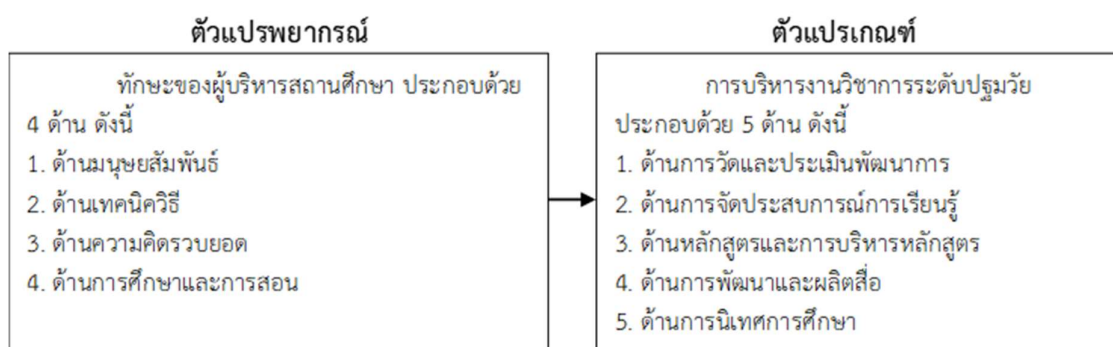 ตัวแปรพยากรณ์
ทักษะของผู้บริหารสถานศึกษา ประกอบด้วย
4 ด้าน ดังนี้
1. ด้านมนุษยสัมพันธ์
2. ด้านเทคนิควิธี
3. ด้านความคิดรวบยอด
4. ด้านการศึกษาและการสอน
ตัวแปรเกณฑ์
การบริหารงานวิชาการระดับปฐมวัย
ประกอบด้วย 5 ด้าน ดังนี้
1. ด้านการวัดและประเมินพัฒนาการ
2. ด้านการจัดประสบการณ์การเรียนรู้
3. ด้านหลักสูตรและการบริหารหลักสูตร
4. ด้านการพัฒนาและผลิตสื่อ
5. ด้านการนิเทศการศึกษา